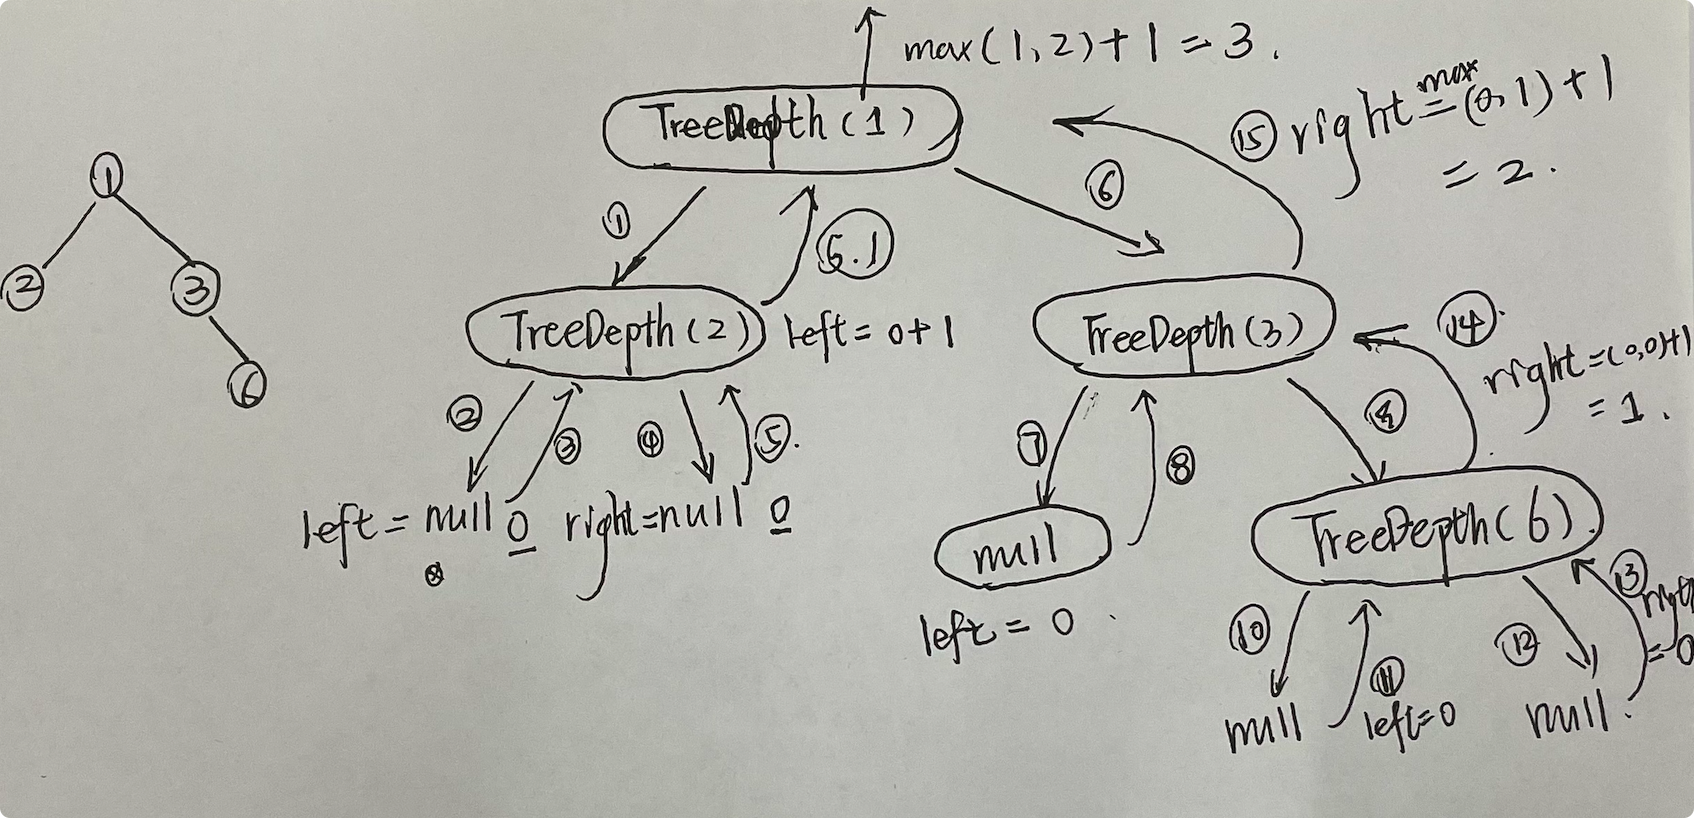 max(1,2)+1=3.
TreeDepth(1)
⑮ right = max(0,1)+1
= 2.
①
①
⑥
5.1
②
③
⑥
TreeDepth(2)
left = 0+1
TreeDepth(3)
⑭
right = (0,0)+1
= 1.
②
③
④
⑤.
⑦
⑧
left = null 0
right = null 0
null
left = 0
TreeDepth(6)
⑩
⑪
left=0
⑫
⑬
= 0
null
null.